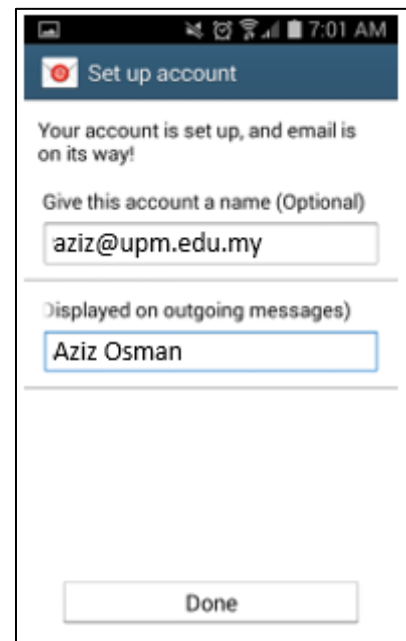 7:01 AM
Set up account
Your account is set up, and email is
on its way!
Give this account a name (Optional)
aziz@upm.edu.my
Displayed on outgoing messages)
Aziz Osman
Done